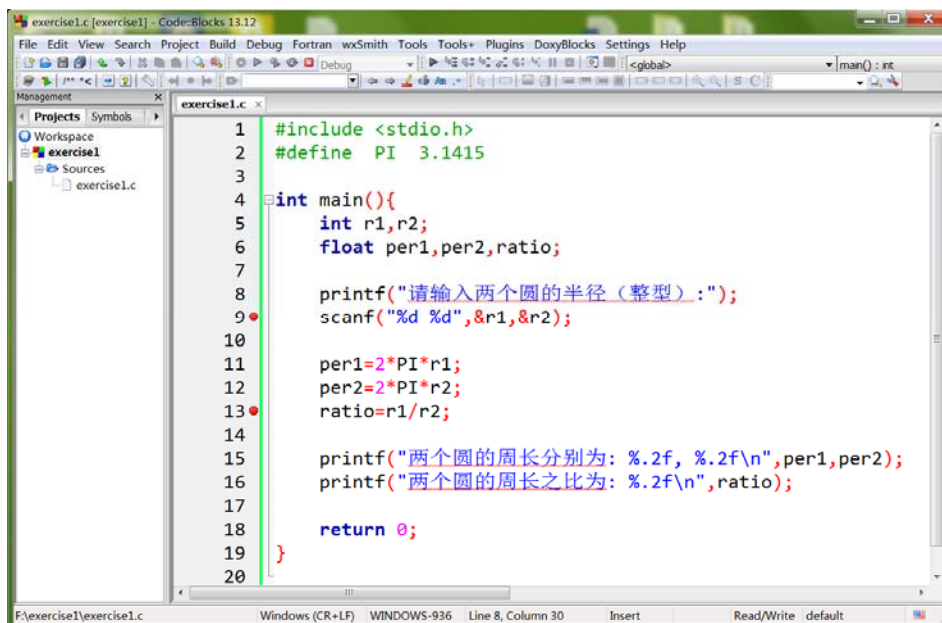 exercise1.c [exercise1] - Code::Blocks 13.12
File Edit View Search Project Build Debug Fortran wxSmith Tools Tools+ Plugins DoxyBlocks Settings Help
Debug
<global>
main() : int
S C
Management
Projects Symbols
Workspace
exercise1
Sources
exercise1.c
exercise1.c
1 #include <stdio.h>
2 #define PI 3.1415
3
4 int main(){
5 int r1,r2;
6 float per1,per2,ratio;
7
8 printf("请输入两个圆的半径（整型）:");
9 scanf("%d %d",&r1,&r2);
10
11 per1=2*PI*r1;
12 per2=2*PI*r2;
13 ratio=r1/r2;
14
15 printf("两个圆的周长分别为: %.2f, %.2f\n",per1,per2);
16 printf("两个圆的周长之比为: %.2f\n",ratio);
17
18 return 0;
19 }
20
F:\exercise1\exercise1.c Windows (CR+LF) WINDOWS-936 Line 8, Column 30 Insert Read/Write default